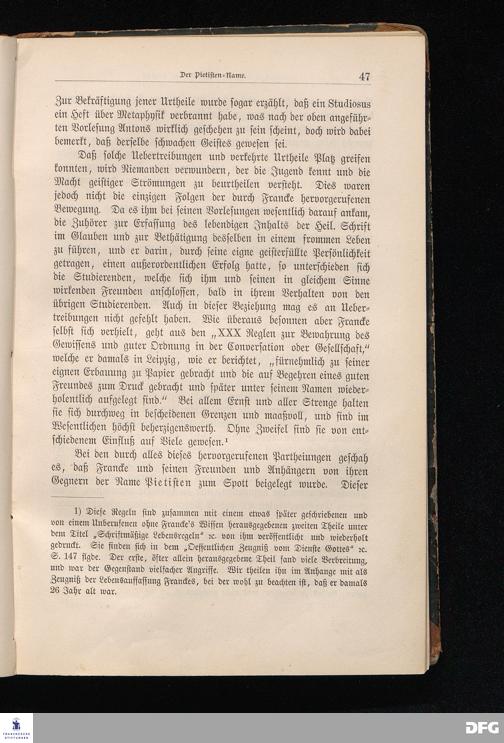 Der Pietisten-Name. 47
Zur Bekräftigung jener Urtheile wurde sogar erzählt, daß ein Studiosus
ein Heft über Metaphysik verbrannt habe, was nach der oben angeführ-
ten Vorlesung Antons wirklich geschehen zu sein scheint, doch wird dabei
bemerkt, daß derselbe schwachen Geistes gewesen sei.
Daß solche Uebertreibungen und verkehrte Urtheile Platz greifen
konnten, wird Niemanden verwundern, der die Jugend kennt und die
Macht geistiger Strömungen zu beurtheilen versteht. Dies waren
jedoch nicht die einzigen Folgen der durch Francke hervorgerufenen
Bewegung. Da es ihm bei seinen Vorlesungen wesentlich darauf ankam,
die Zuhörer zur Erfassung des lebendigen Inhalts der Heil. Schrift
im Glauben und zur Bethätigung desselben in einem frommen Leben
zu führen, und er darin, durch seine eigne geisterfüllte Persönlichkeit
getragen, einen außerordentlichen Erfolg hatte, so unterschieden sich
die Studierenden, welche sich ihm und seinen in gleichem Sinne
wirkenden Freunden anschlossen, bald in ihrem Verhalten von den
übrigen Studierenden. Auch in dieser Beziehung mag es an Ueber-
treibungen nicht gefehlt haben. Wie überaus besonnen aber Francke
selbst sich verhielt, geht aus den „XXX Reglen zur Bewahrung des
Gewissens und guter Ordnung in der Conversation oder Gesellschaft,“
welche er damals in Leipzig, wie er berichtet, „fürnehmlich zu seiner
eignen Erbauung zu Papier gebracht und die auf Begehren eines guten
Freundes zum Druck gebracht und später unter seinem Namen wieder-
holentlich aufgelegt sind.“ Bei allem Ernst und aller Strenge halten
sie sich durchweg in bescheidenen Grenzen und maaßvoll, und sind im
Wesentlichen höchst beherzigenswerth. Ohne Zweifel sind sie von ent-
schiedenem Einfluß auf Viele gewesen.¹
Bei den durch alles dieses hervorgerufenen Partheiungen geschah
es, daß Francke und seinen Freunden und Anhängern von ihren
Gegnern der Name Pietisten zum Spott beigelegt wurde. Dieser
1) Diese Regeln sind zusammen mit einem etwas später geschriebenen und
von einem Unberufenen ohne Francke's Wissen herausgegebenen zweiten Theile unter
dem Titel „Schriftmäßige Lebensregeln“ ꝛc. von ihm veröffentlicht und wiederholt
gedruckt. Sie finden sich in dem „Oeffentlichen Zeugniß vom Dienste Gottes“ ꝛc.
S. 147 flgde. Der erste, öfter allein herausgegebene Theil fand viele Verbreitung,
und war der Gegenstand vielfacher Angriffe. Wir theilen ihn im Anhange mit als
Zeugniß der Lebensauffassung Franckes, bei der wohl zu beachten ist, daß er damals
26 Jahr alt war.
FRANCKESCHE
STIFTUNGEN
DFG